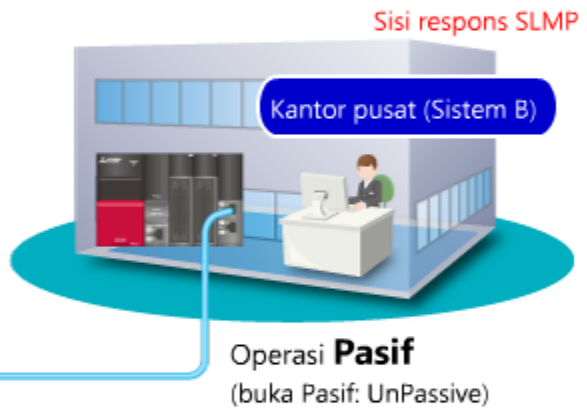 Sisi respons SLMP
Kantor pusat (Sistem B)
Operasi Pasif
(buka Pasif: UnPassive)